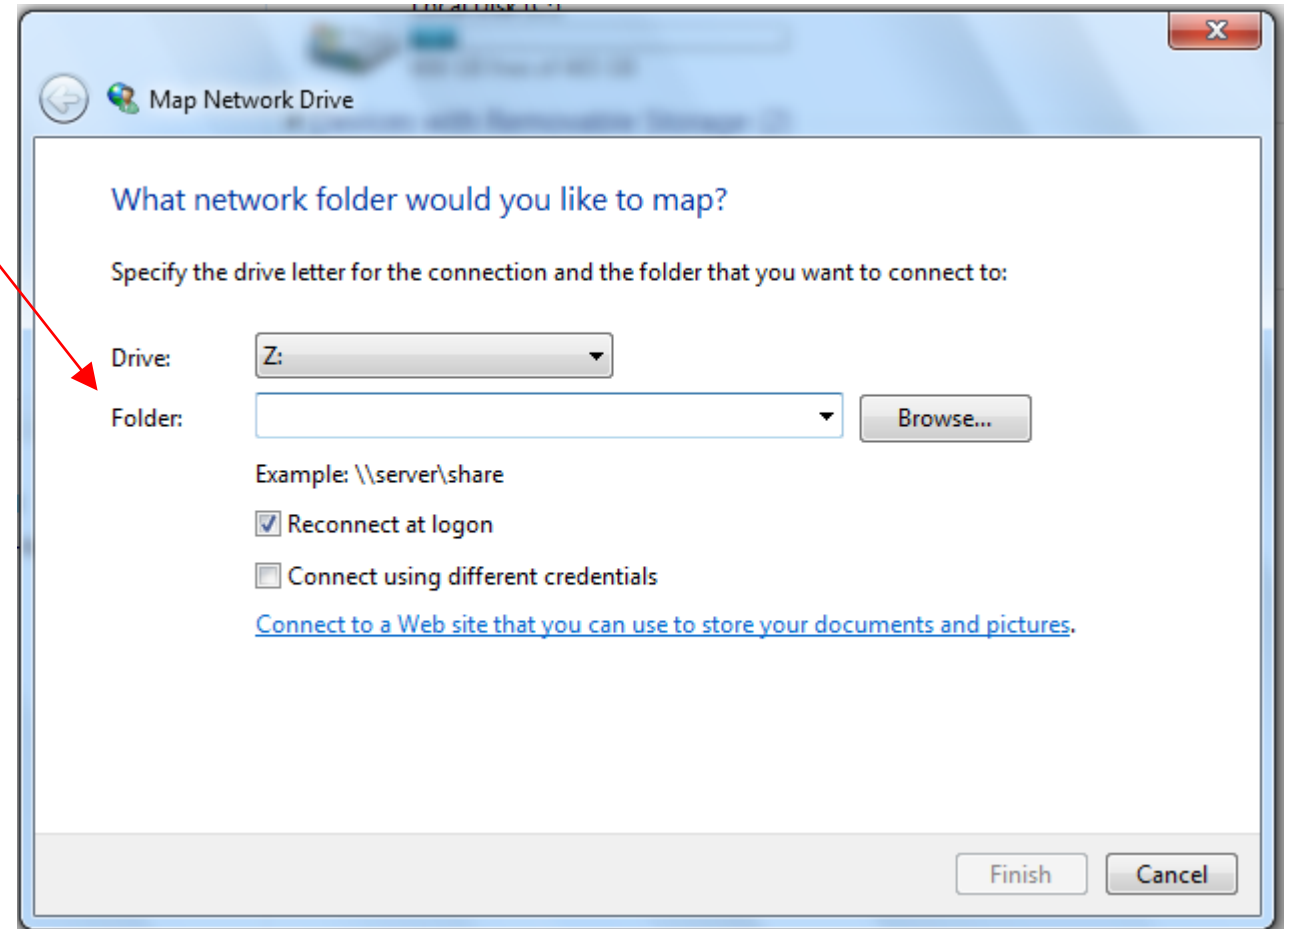 Map Network Drive
What network folder would you like to map?
Specify the drive letter for the connection and the folder that you want to connect to:
Drive: Z:
Folder: Browse...
Example: \\server\share
Reconnect at logon
Connect using different credentials
Connect to a Web site that you can use to store your documents and pictures.
Finish Cancel